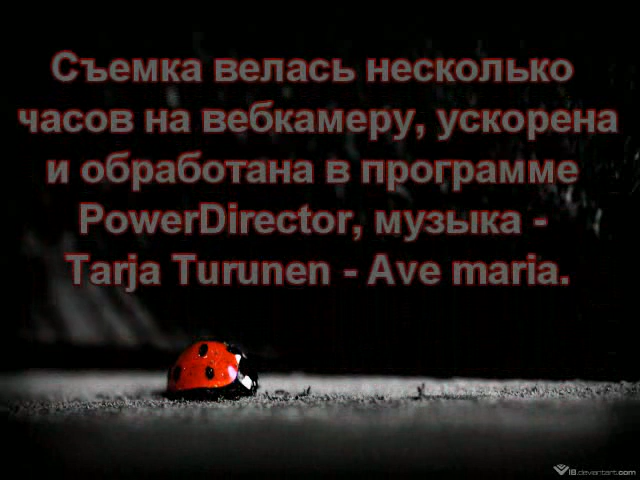 Съемка велась несколько
часов на вебкамеру, ускорена
и обработана в программе
PowerDirector, музыка -
Tarja Turunen - Ave maria.